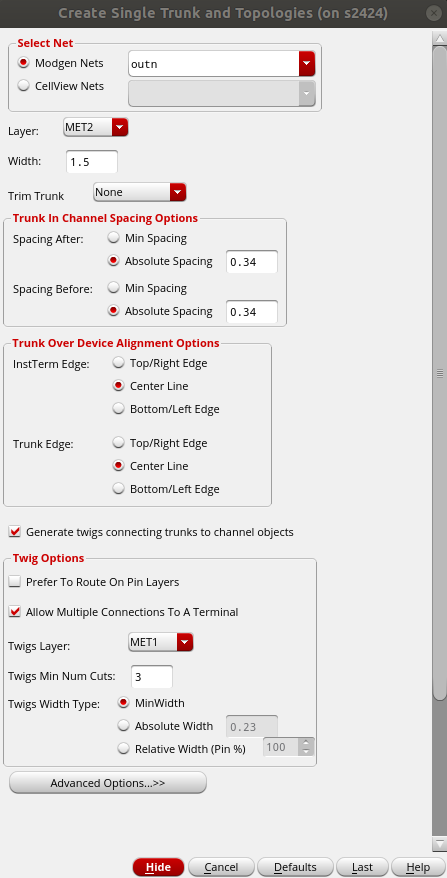 Create Single Trunk and Topologies (on s2424)
Select Net
Modgen Nets outn
CellView Nets
Layer: MET2
Width: 1.5
Trim Trunk None
Trunk In Channel Spacing Options
Spacing After: Min Spacing
Absolute Spacing 0.34
Spacing Before: Min Spacing
Absolute Spacing 0.34
Trunk Over Device Alignment Options
InstTerm Edge: Top/Right Edge
Center Line
Bottom/Left Edge
Trunk Edge: Top/Right Edge
Center Line
Bottom/Left Edge
Generate twigs connecting trunks to channel objects
Twig Options
Prefer To Route On Pin Layers
Allow Multiple Connections To A Terminal
Twigs Layer: MET1
Twigs Min Num Cuts: 3
Twigs Width Type: MinWidth
Absolute Width 0.23
Relative Width (Pin %) 100
Advanced Options...>>
Hide Cancel Defaults Last Help